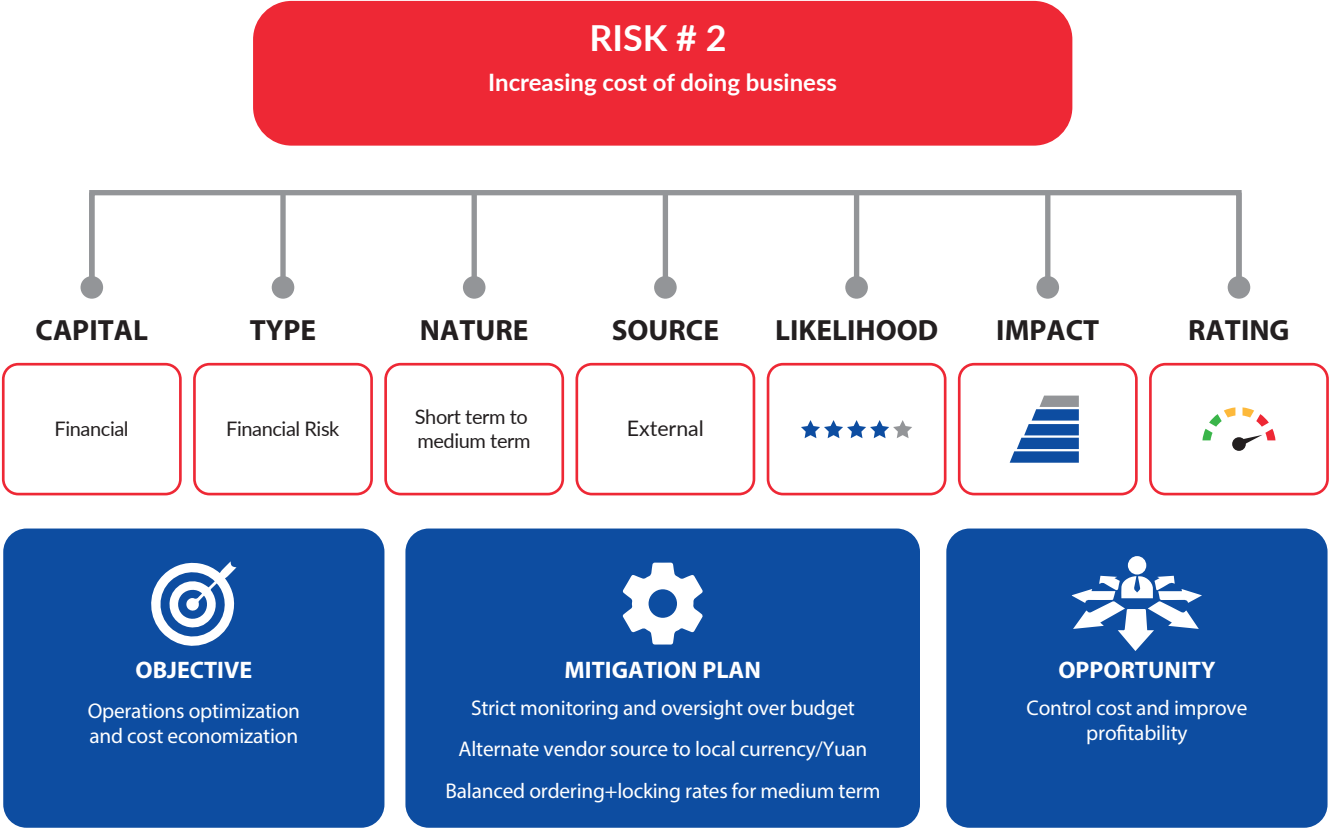 RISK # 2
Increasing cost of doing business
CAPITAL
TYPE
NATURE
SOURCE
LIKELIHOOD
IMPACT
RATING
Financial
Financial Risk
Short term to
medium term
External
OBJECTIVE
Operations optimization
and cost economization
MITIGATION PLAN
Strict monitoring and oversight over budget
Alternate vendor source to local currency/Yuan
Balanced ordering+locking rates for medium term
OPPORTUNITY
Control cost and improve
profitability